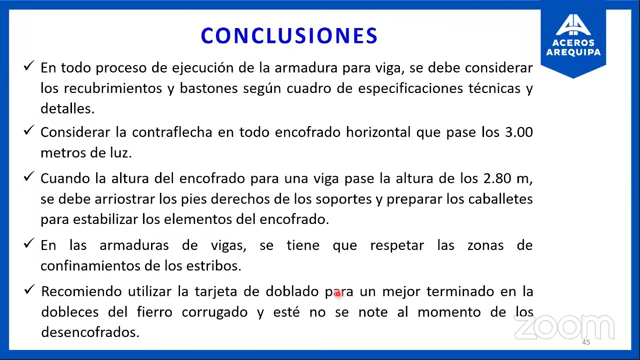 CONCLUSIONES
ACEROS
AREQUIPA
✓ En todo proceso de ejecución de la armadura para viga, se debe considerar
los recubrimientos y bastones según cuadro de especificaciones técnicas y
detalles.
✓ Considerar la contraflecha en todo encofrado horizontal que pase los 3.00
metros de luz.
✓ Cuando la altura del encofrado para una viga pase la altura de los 2.80 m,
se debe arriostrar los pies derechos de los soportes y preparar los caballetes
para estabilizar los elementos del encofrado.
✓ En las armaduras de vigas, se tiene que respetar las zonas de
confinamientos de los estribos.
✓ Recomiendo utilizar la tarjeta de doblado para un mejor terminado en la
dobleces del fierro corrugado y esté no se note al momento de los
desencofrados.
zoom
45